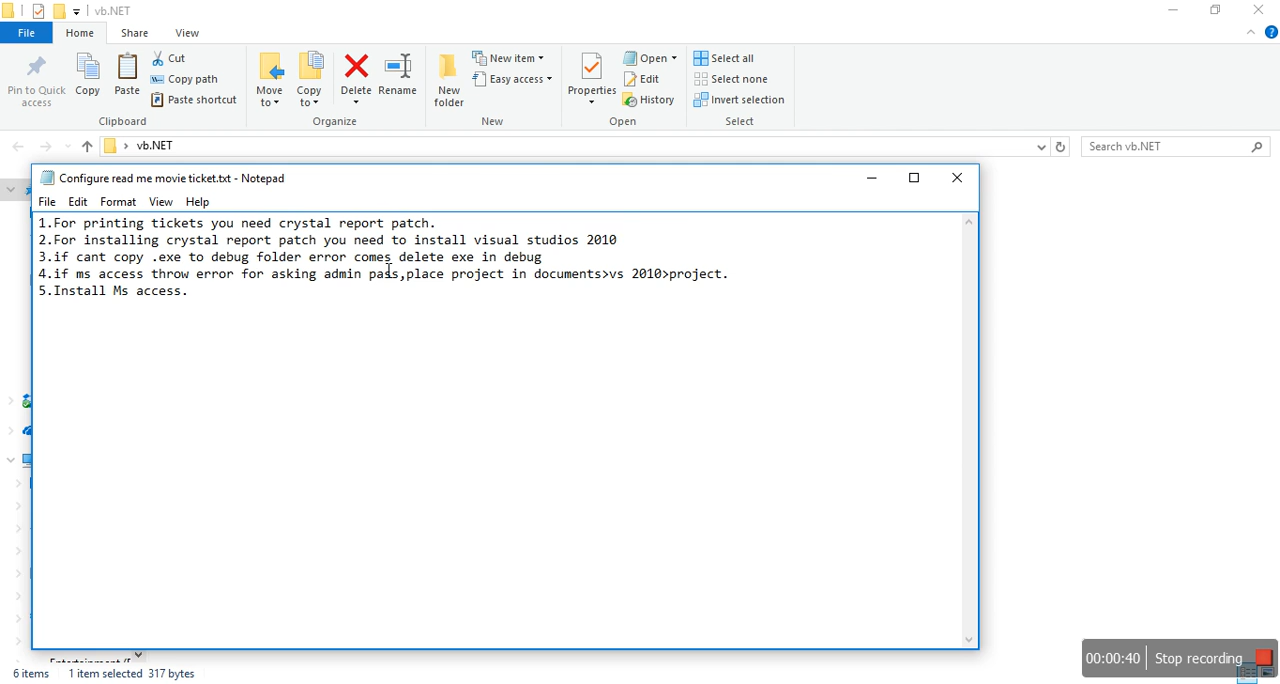 vb.NET
File
Home
Share
View
Pin to Quick access
Copy
Paste
Cut
Copy path
Paste shortcut
Clipboard
Move to
Copy to
Delete
Rename
Organize
New folder
New item
Easy access
New
Properties
Open
Edit
History
Open
Select all
Select none
Invert selection
Select
vb.NET
Search vb.NET
Configure read me movie ticket.txt - Notepad
File Edit Format View Help
1.For printing tickets you need crystal report patch.
2.For installing crystal report patch you need to install visual studios 2010
3.if cant copy .exe to debug folder error comes delete exe in debug
4.if ms access throw error for asking admin pass,place project in documents>vs 2010>project.
5.Install Ms access.
6 items 1 item selected 317 bytes
00:00:40 Stop recording